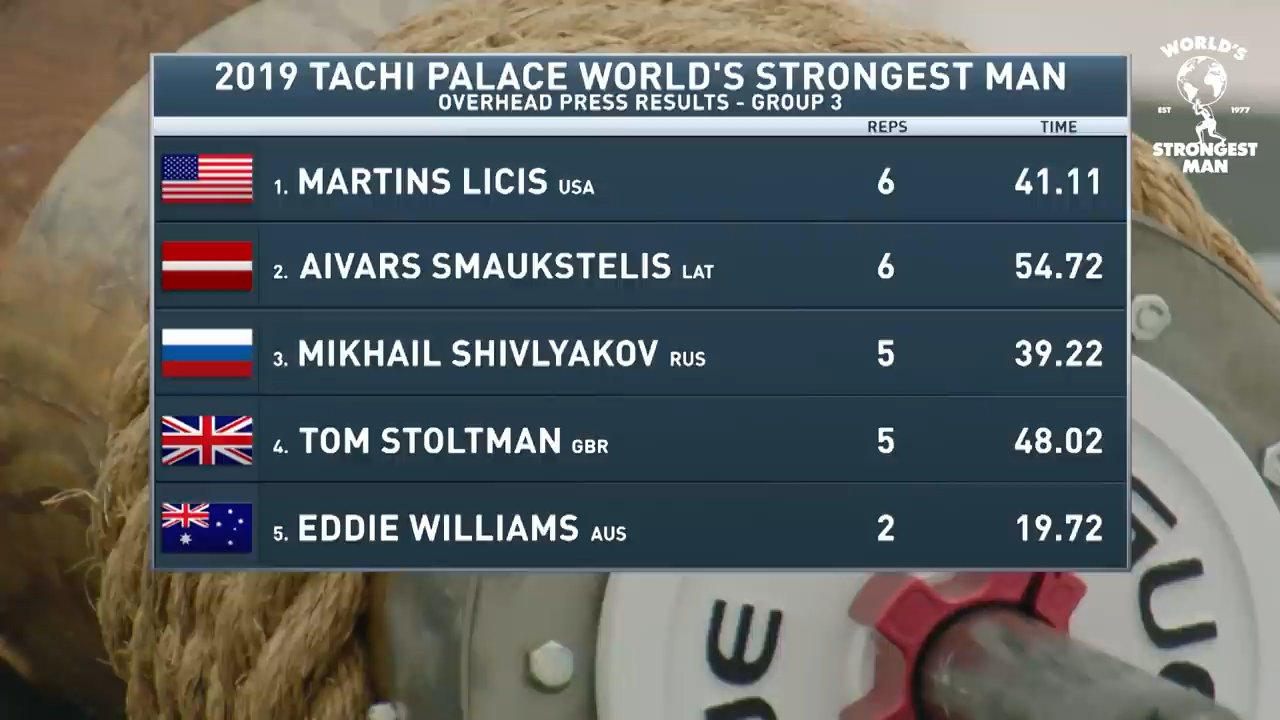 2019 TACHI PALACE WORLD'S STRONGEST MAN
OVERHEAD PRESS RESULTS - GROUP 3
REPS TIME
1. MARTINS LICIS USA 6 41.11
2. AIVARS SMAUKSTELIS LAT 6 54.72
3. MIKHAIL SHIVLYAKOV RUS 5 39.22
4. TOM STOLTMAN GBR 5 48.02
5. EDDIE WILLIAMS AUS 2 19.72
WORLD'S
EST 1977
STRONGEST
MAN